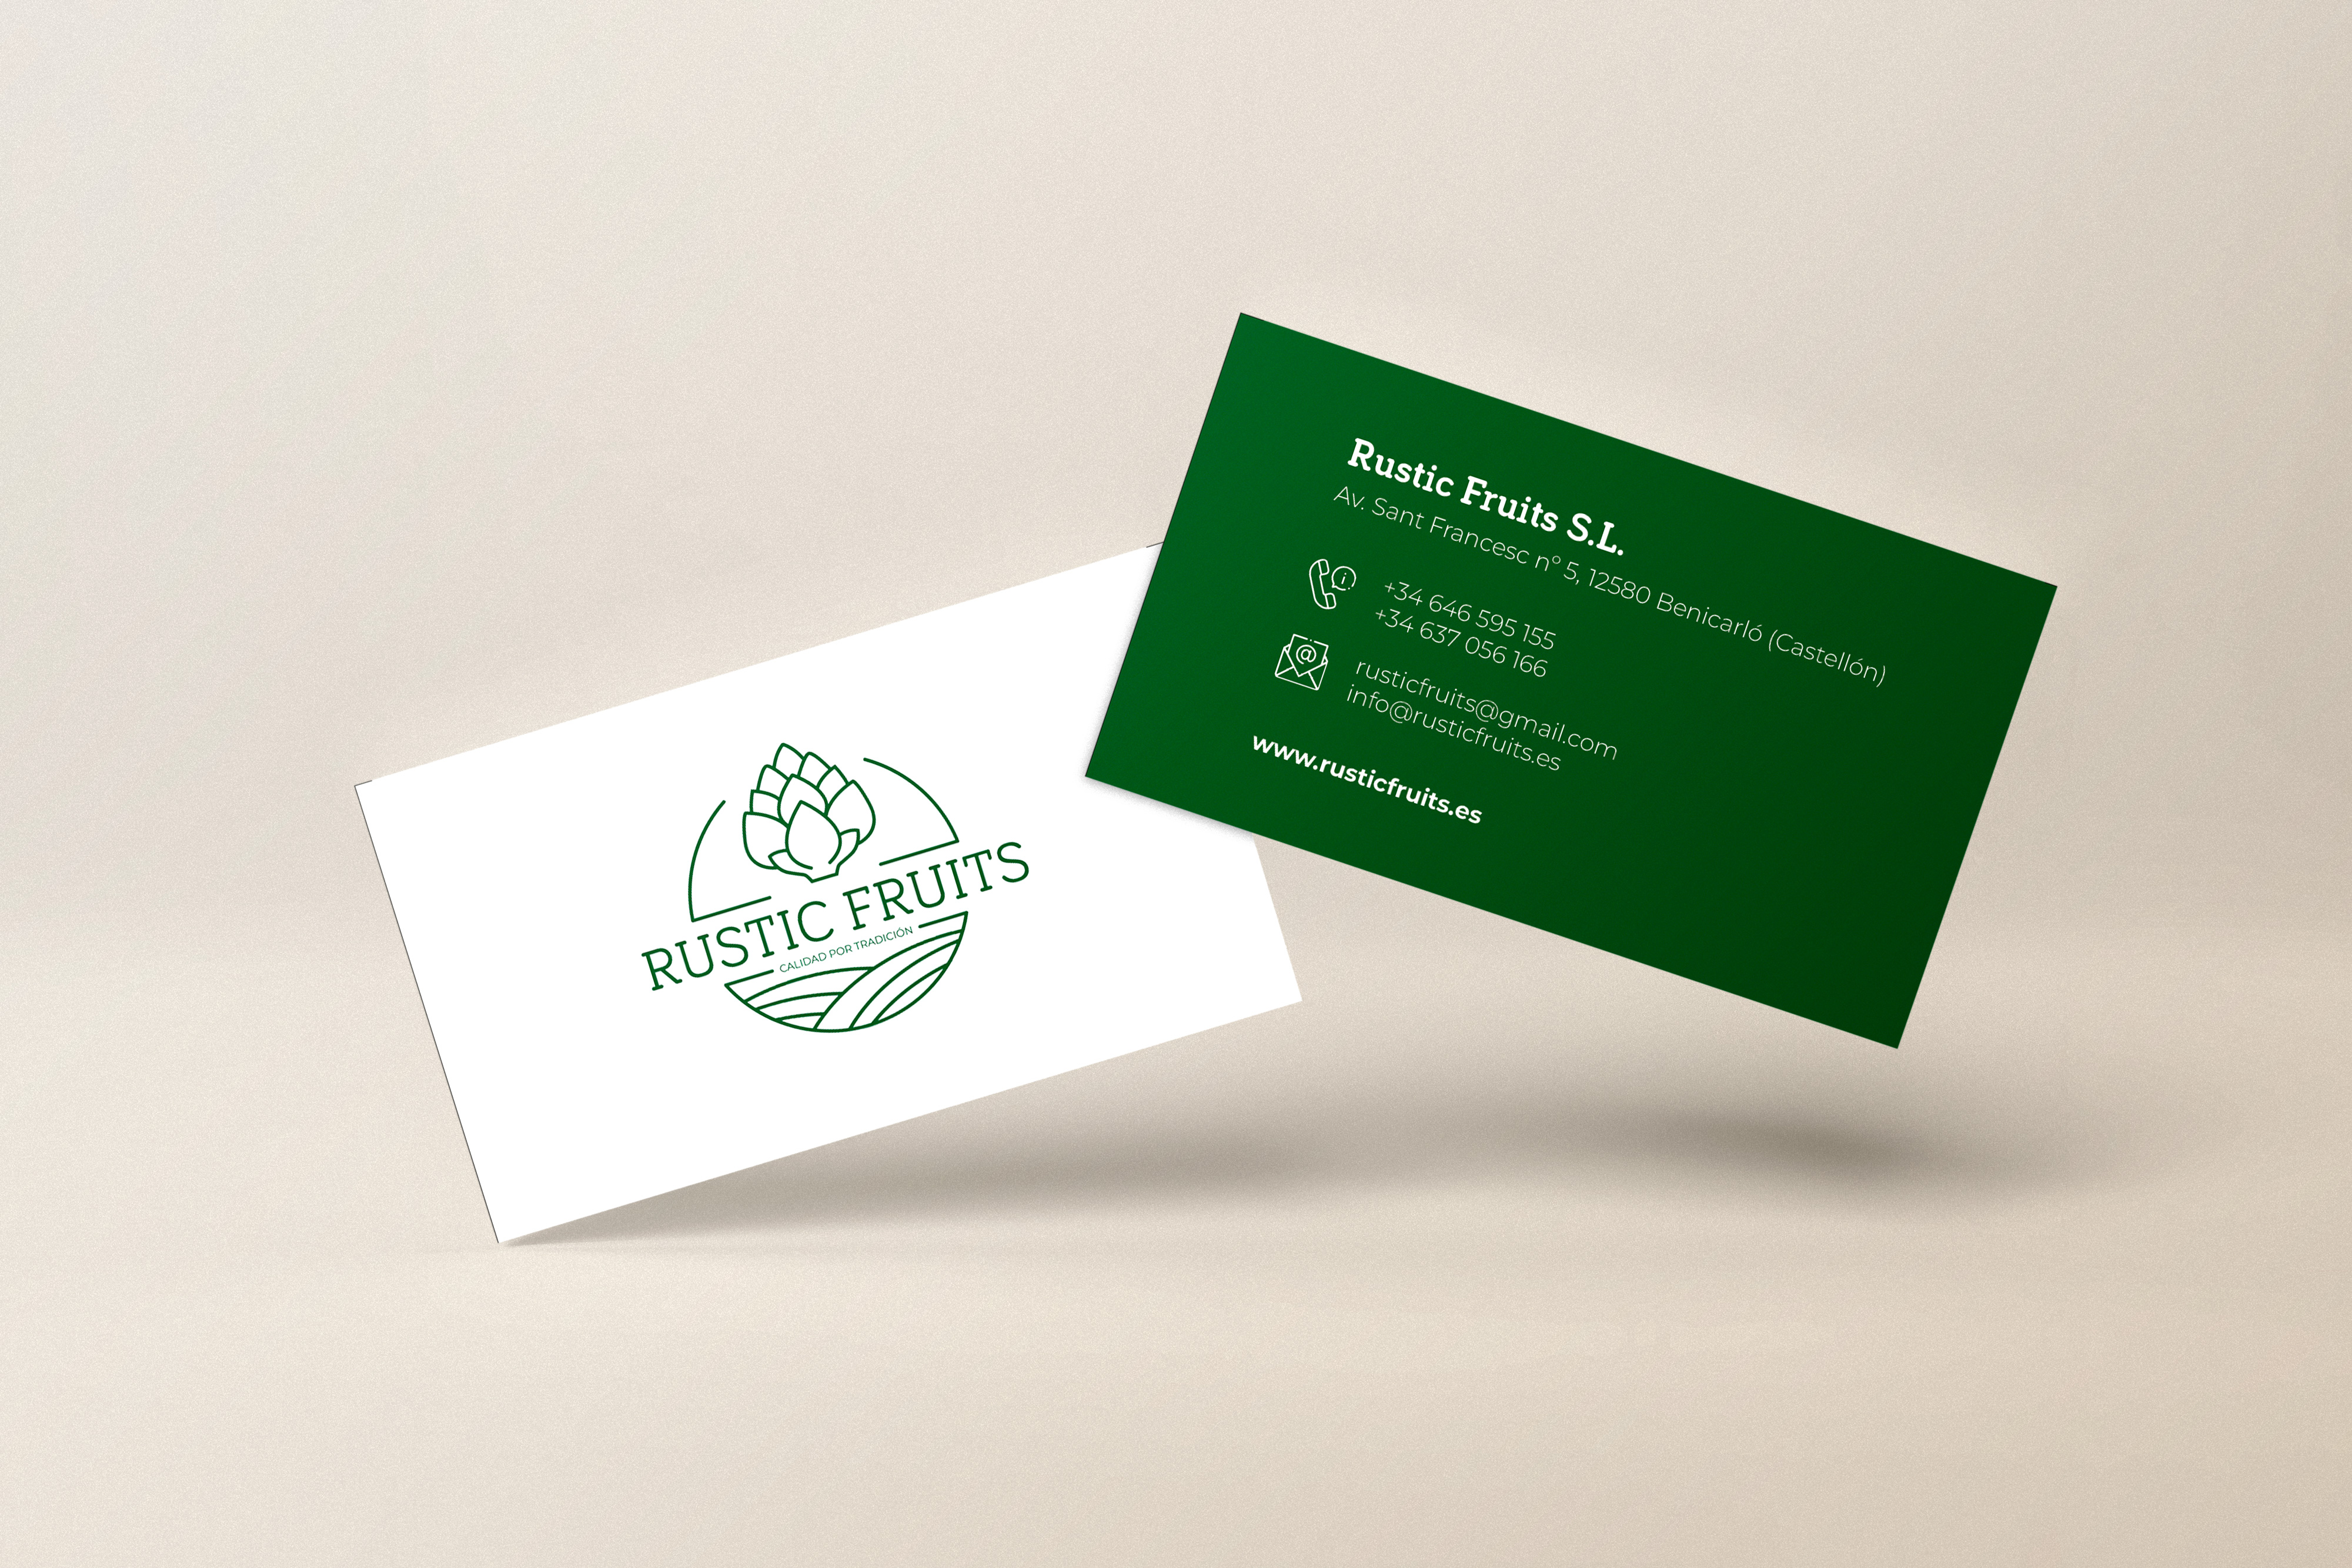 RUSTIC FRUITS
CALIDAD POR TRADICIÓN
Rustic Fruits S.L.
Av. Sant Francesc nº 5, 12580 Benicarló (Castellón)
+34 646 595 155
+34 637 056 166
rusticfruits@gmail.com
info@rusticfruits.es
www.rusticfruits.es